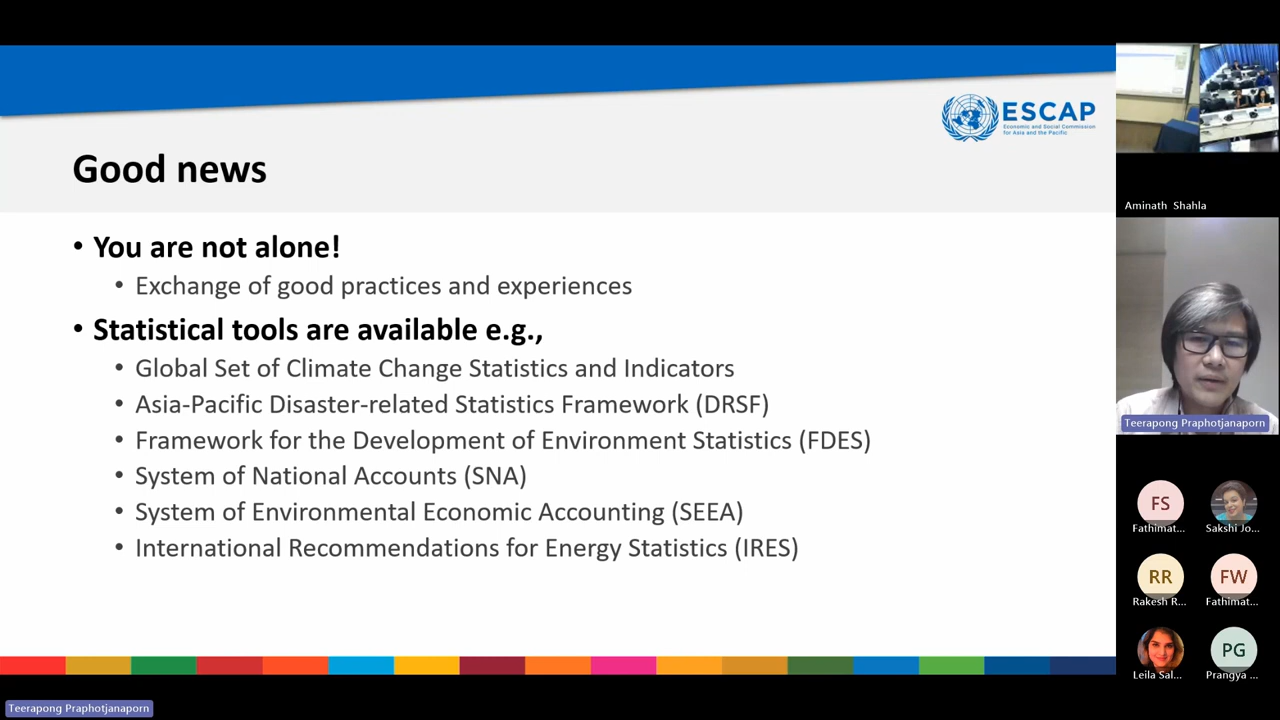 ESCAP
Economic and Social Commission
for Asia and the Pacific
Good news
• You are not alone!
• Exchange of good practices and experiences
• Statistical tools are available e.g.,
• Global Set of Climate Change Statistics and Indicators
• Asia-Pacific Disaster-related Statistics Framework (DRSF)
• Framework for the Development of Environment Statistics (FDES)
• System of National Accounts (SNA)
• System of Environmental Economic Accounting (SEEA)
• International Recommendations for Energy Statistics (IRES)
Aminath Shahla
Teerapong Praphotjanaporn
FS
Fathimat...
Sakshi Jo...
RR
Rakesh R...
FW
Fathimat...
Leila Sal...
PG
Prangya ...
Teerapong Praphotjanaporn